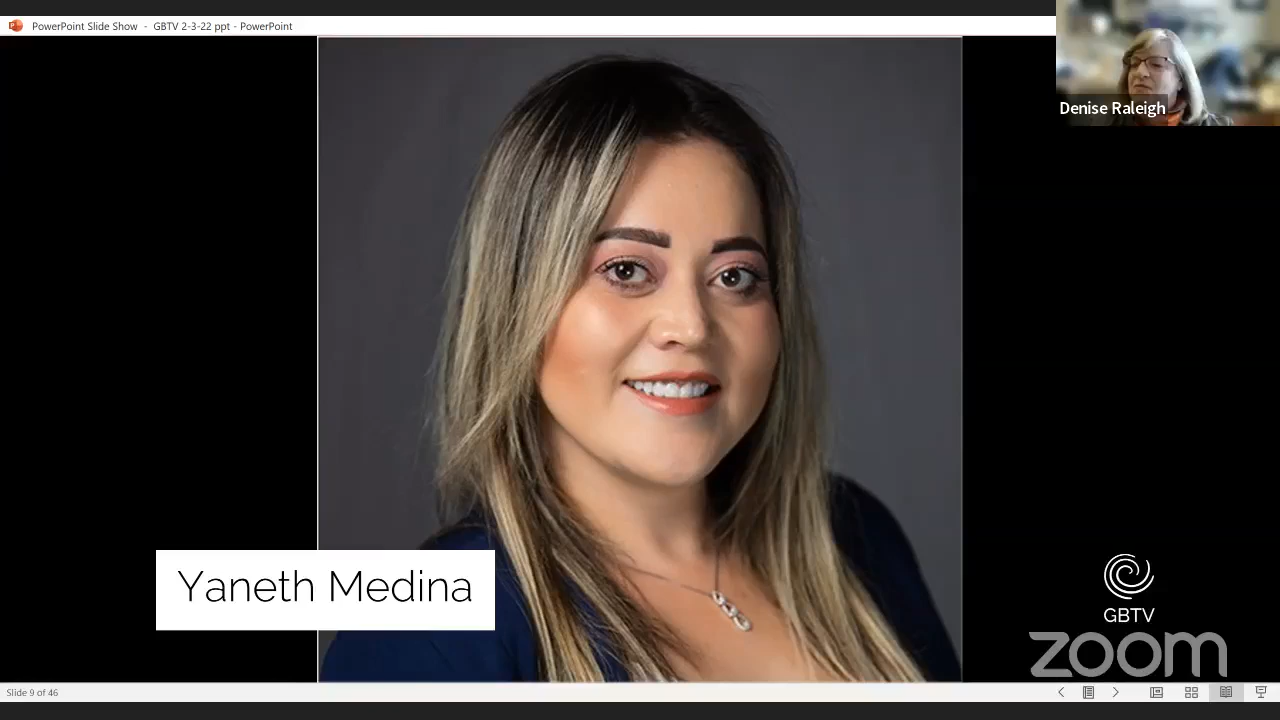 PowerPoint Slide Show - GBTV 2-3-22 ppt - PowerPoint
Denise Raleigh
Yaneth Medina
GBTV
zoom
Slide 9 of 46